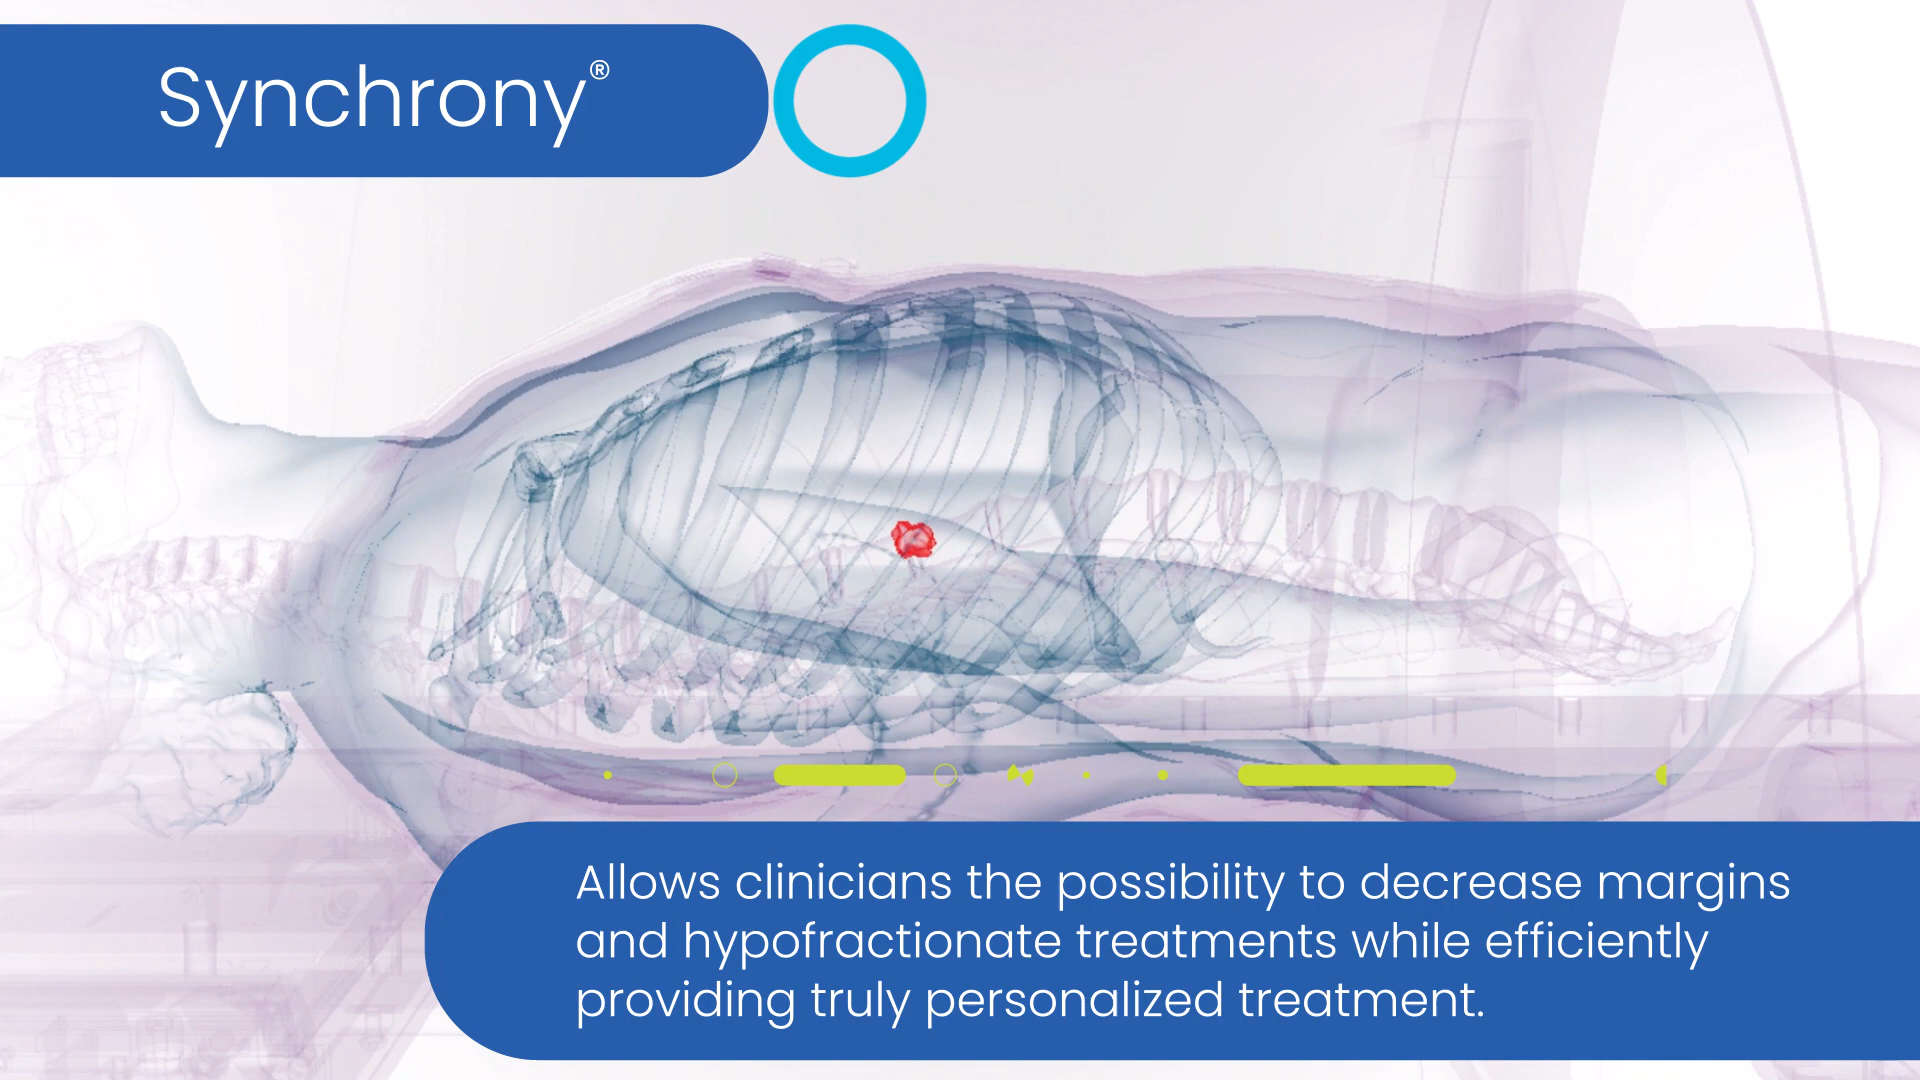 Synchrony®
Allows clinicians the possibility to decrease margins
and hypofractionate treatments while efficiently
providing truly personalized treatment.